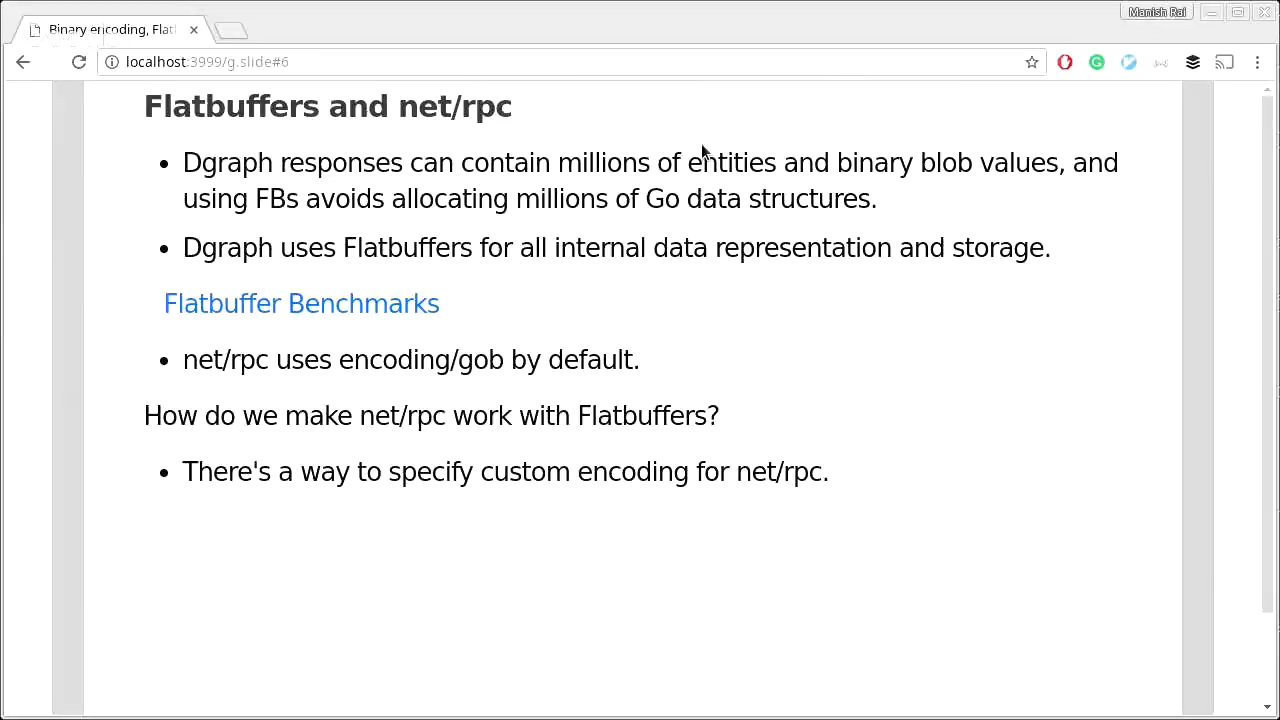 Manish Rai
Binary encoding, Flat
localhost:3999/g.slide#6
Flatbuffers and net/rpc
• Dgraph responses can contain millions of entities and binary blob values, and
using FBs avoids allocating millions of Go data structures.
• Dgraph uses Flatbuffers for all internal data representation and storage.
Flatbuffer Benchmarks
• net/rpc uses encoding/gob by default.
How do we make net/rpc work with Flatbuffers?
• There's a way to specify custom encoding for net/rpc.